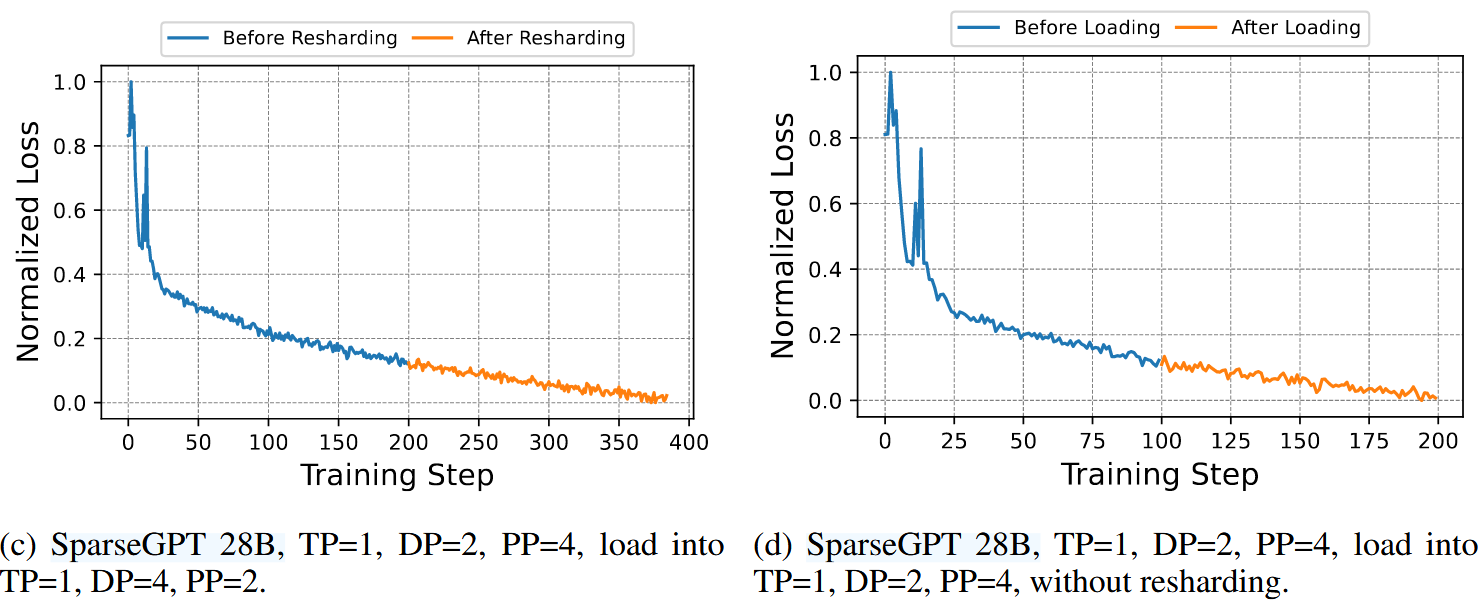 Before Resharding After Resharding
Normalized Loss
1.0
0.8
0.6
0.4
0.2
0.0
0 50 100 150 200 250 300 350 400
Training Step
(c) SparseGPT 28B, TP=1, DP=2, PP=4, load into
TP=1, DP=4, PP=2.
Before Loading After Loading
Normalized Loss
1.0
0.8
0.6
0.4
0.2
0.0
0 25 50 75 100 125 150 175 200
Training Step
(d) SparseGPT 28B, TP=1, DP=2, PP=4, load into
TP=1, DP=2, PP=4, without resharding.